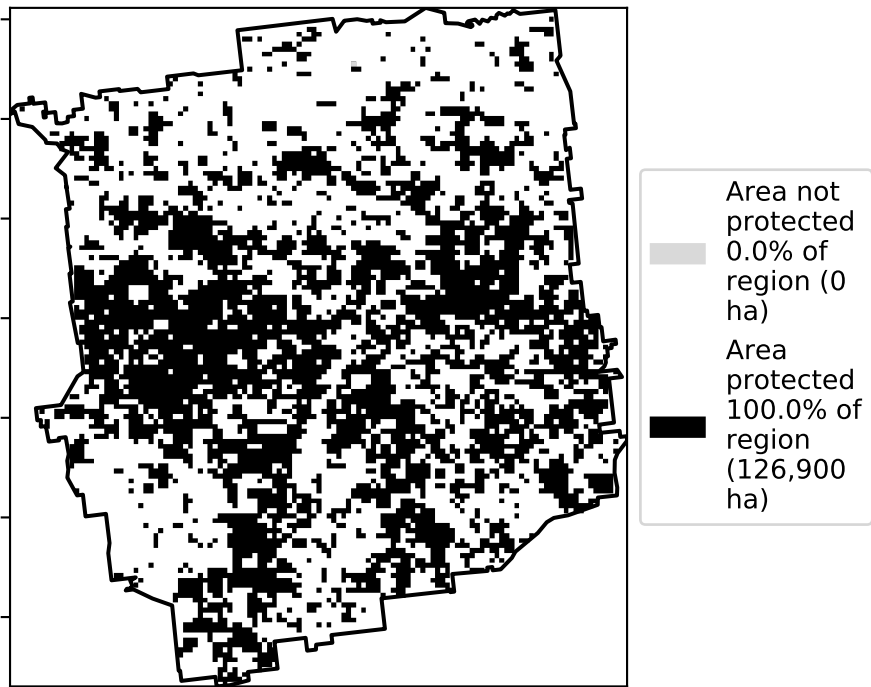 Area not
protected
0.0% of
region (0
ha)
Area
protected
100.0% of
region
(126,900
ha)